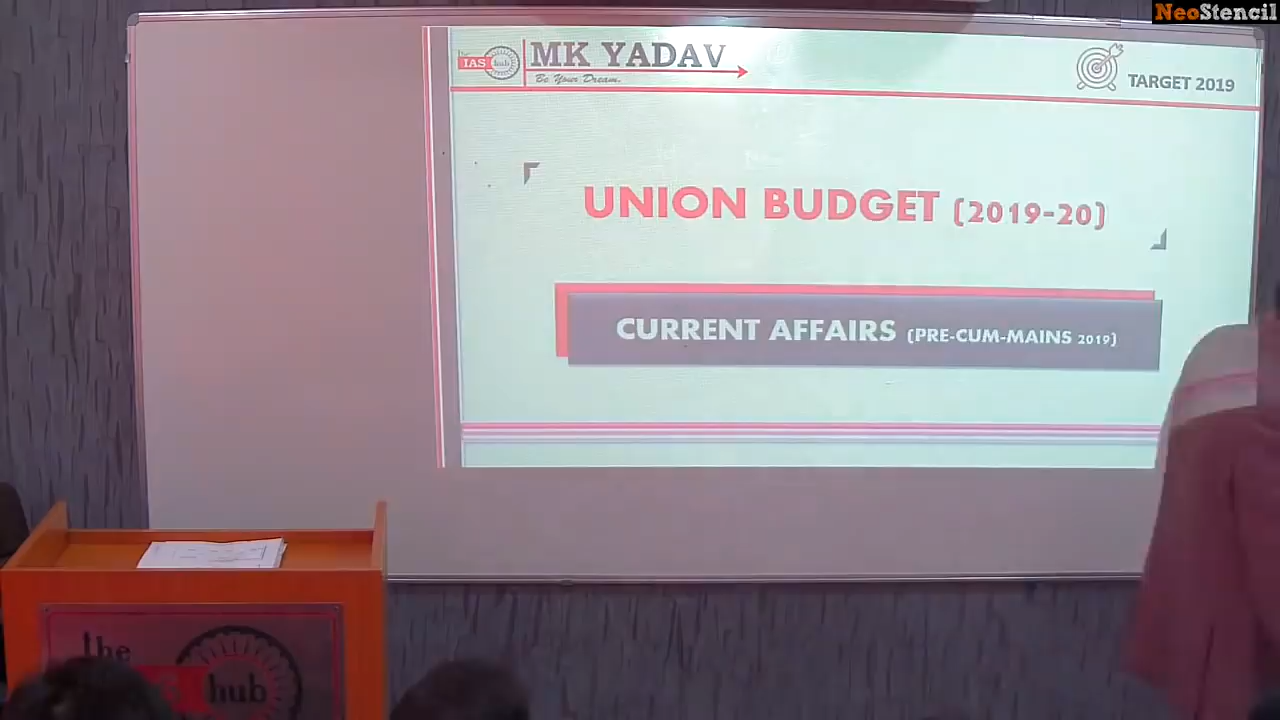 NeoStencil
the
IAS hub
MK YADAV
Be Your Dream.
TARGET 2019
UNION BUDGET (2019-20)
CURRENT AFFAIRS (PRE-CUM-MAINS 2019)
the
hub